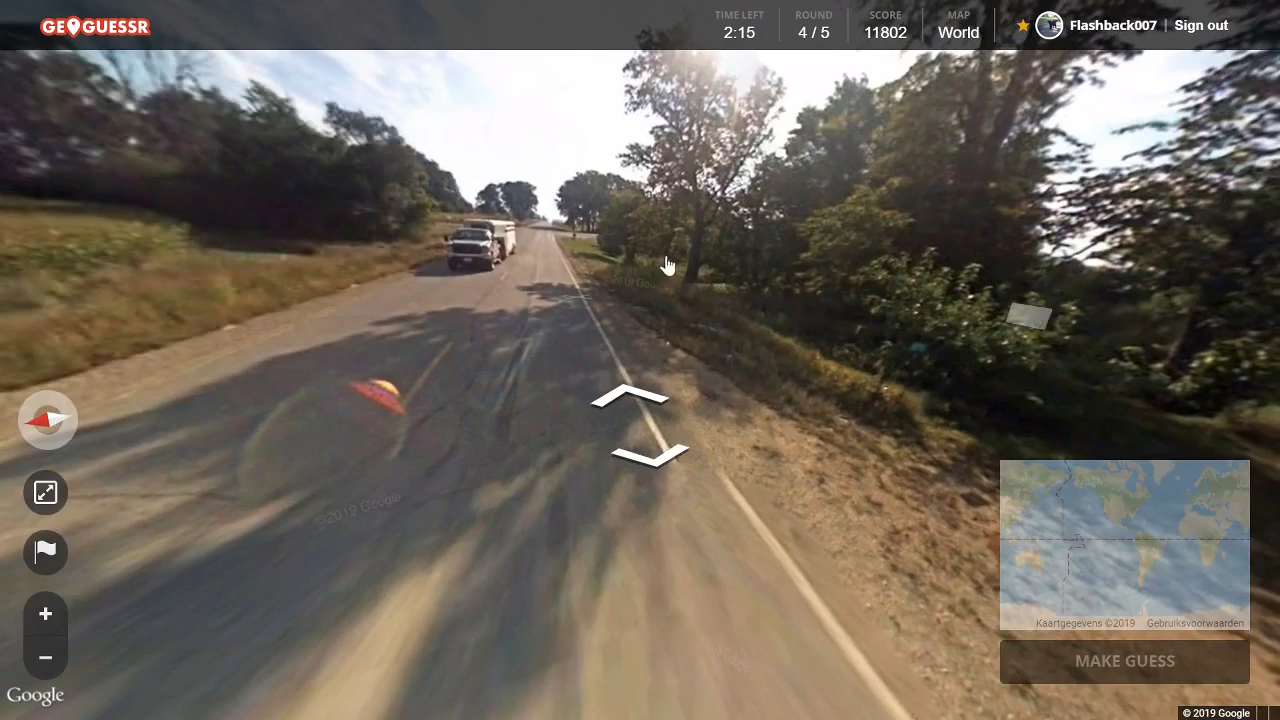 GEOGUESSR
TIME LEFT
2:15
ROUND
4 / 5
SCORE
11802
MAP
World
Flashback007 | Sign out
©2019 Google
Kaartgegevens ©2019 Gebruiksvoorwaarden
MAKE GUESS
Google
© 2019 Google